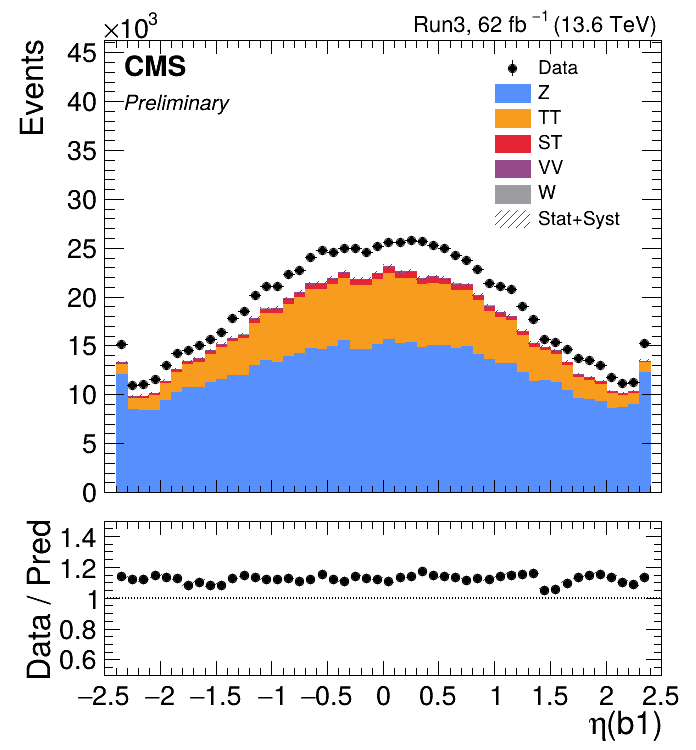 ×10³
Run3, 62 fb⁻¹ (13.6 TeV)
Events
45
40
35
30
25
20
15
10
5
0
CMS
Preliminary
Data
Z
TT
ST
VV
W
Stat+Syst
Data / Pred
1.4
1.2
1
0.8
0.6
−2.5 −2 −1.5 −1 −0.5 0 0.5 1 1.5 2 2.5
η(b1)